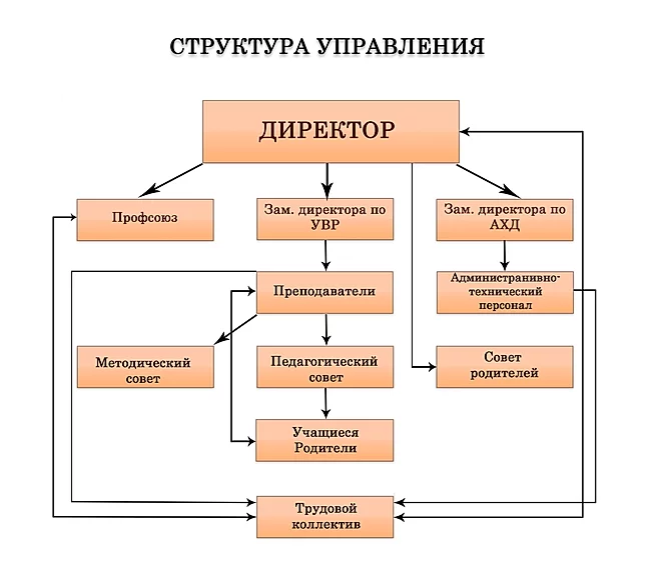 СТРУКТУРА УПРАВЛЕНИЯ
ДИРЕКТОР
Профсоюз
Зам. директора по
УВР
Зам. директора по
АХД
Преподаватели
Административно-
технический
персонал
Методический
совет
Педагогический
совет
Совет
родителей
Учащиеся
Родители
Трудовой
коллектив